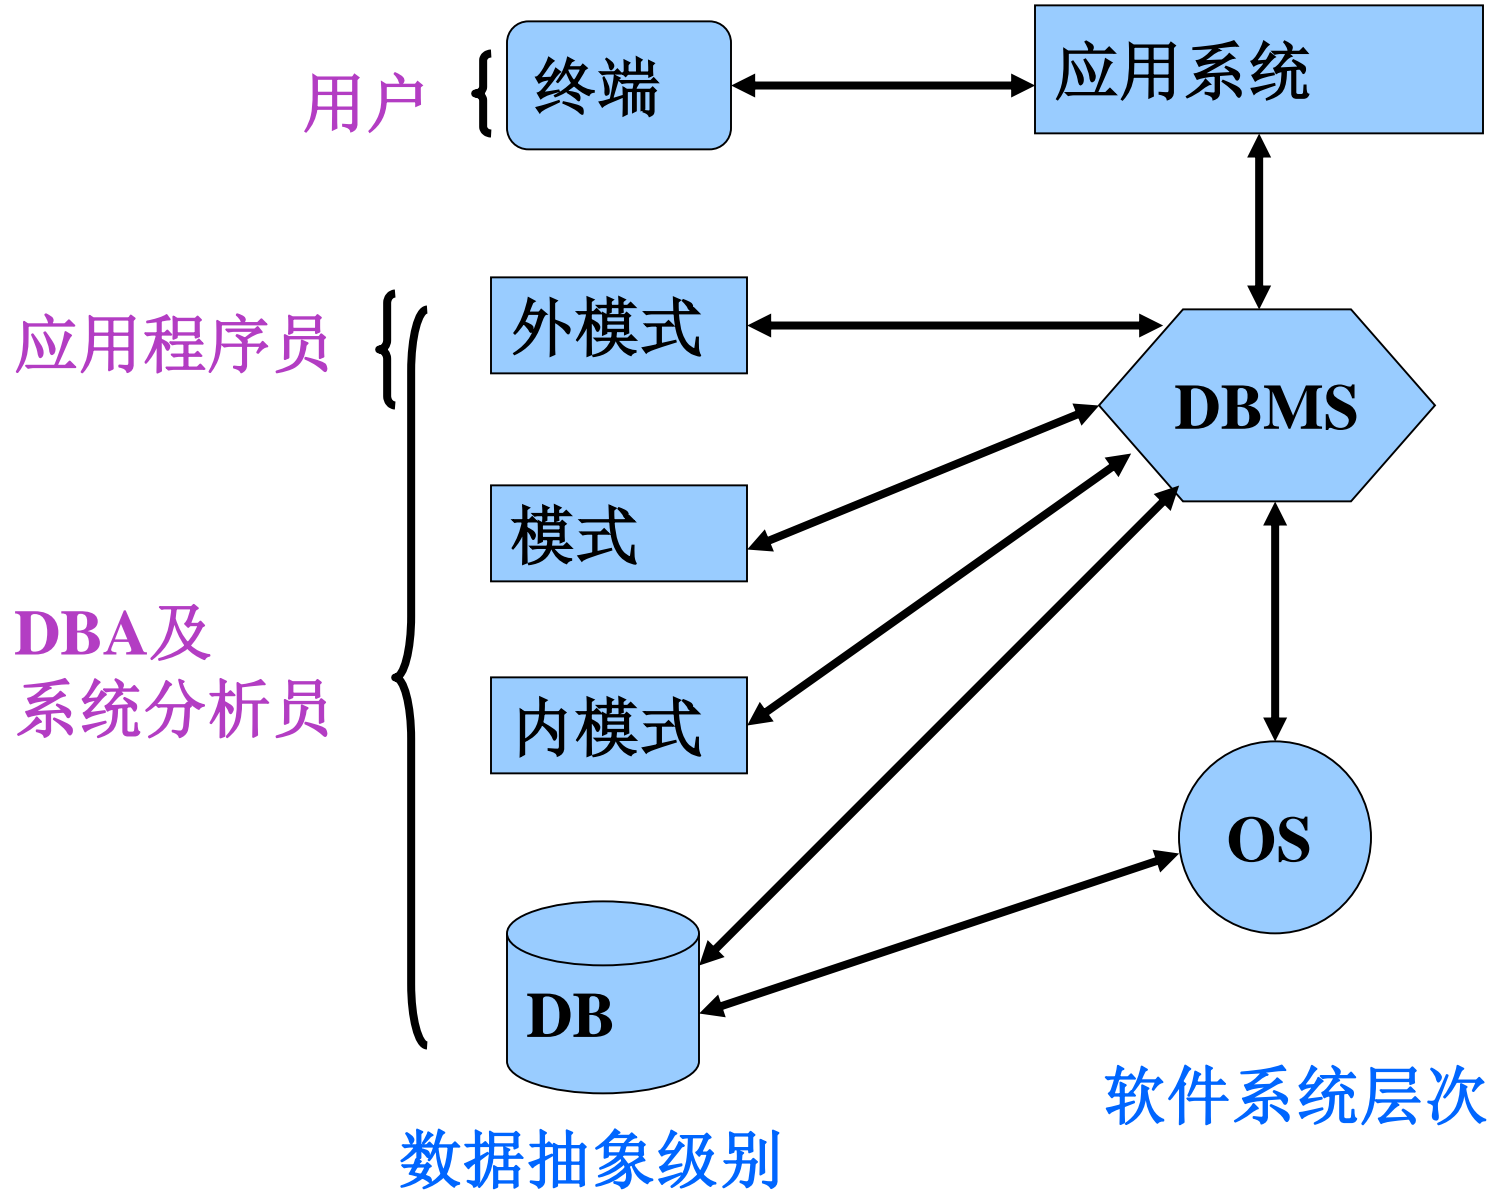 用户
终端
应用系统
应用程序员
外模式
DBMS
模式
DBA及
系统分析员
内模式
OS
DB
软件系统层次
数据抽象级别